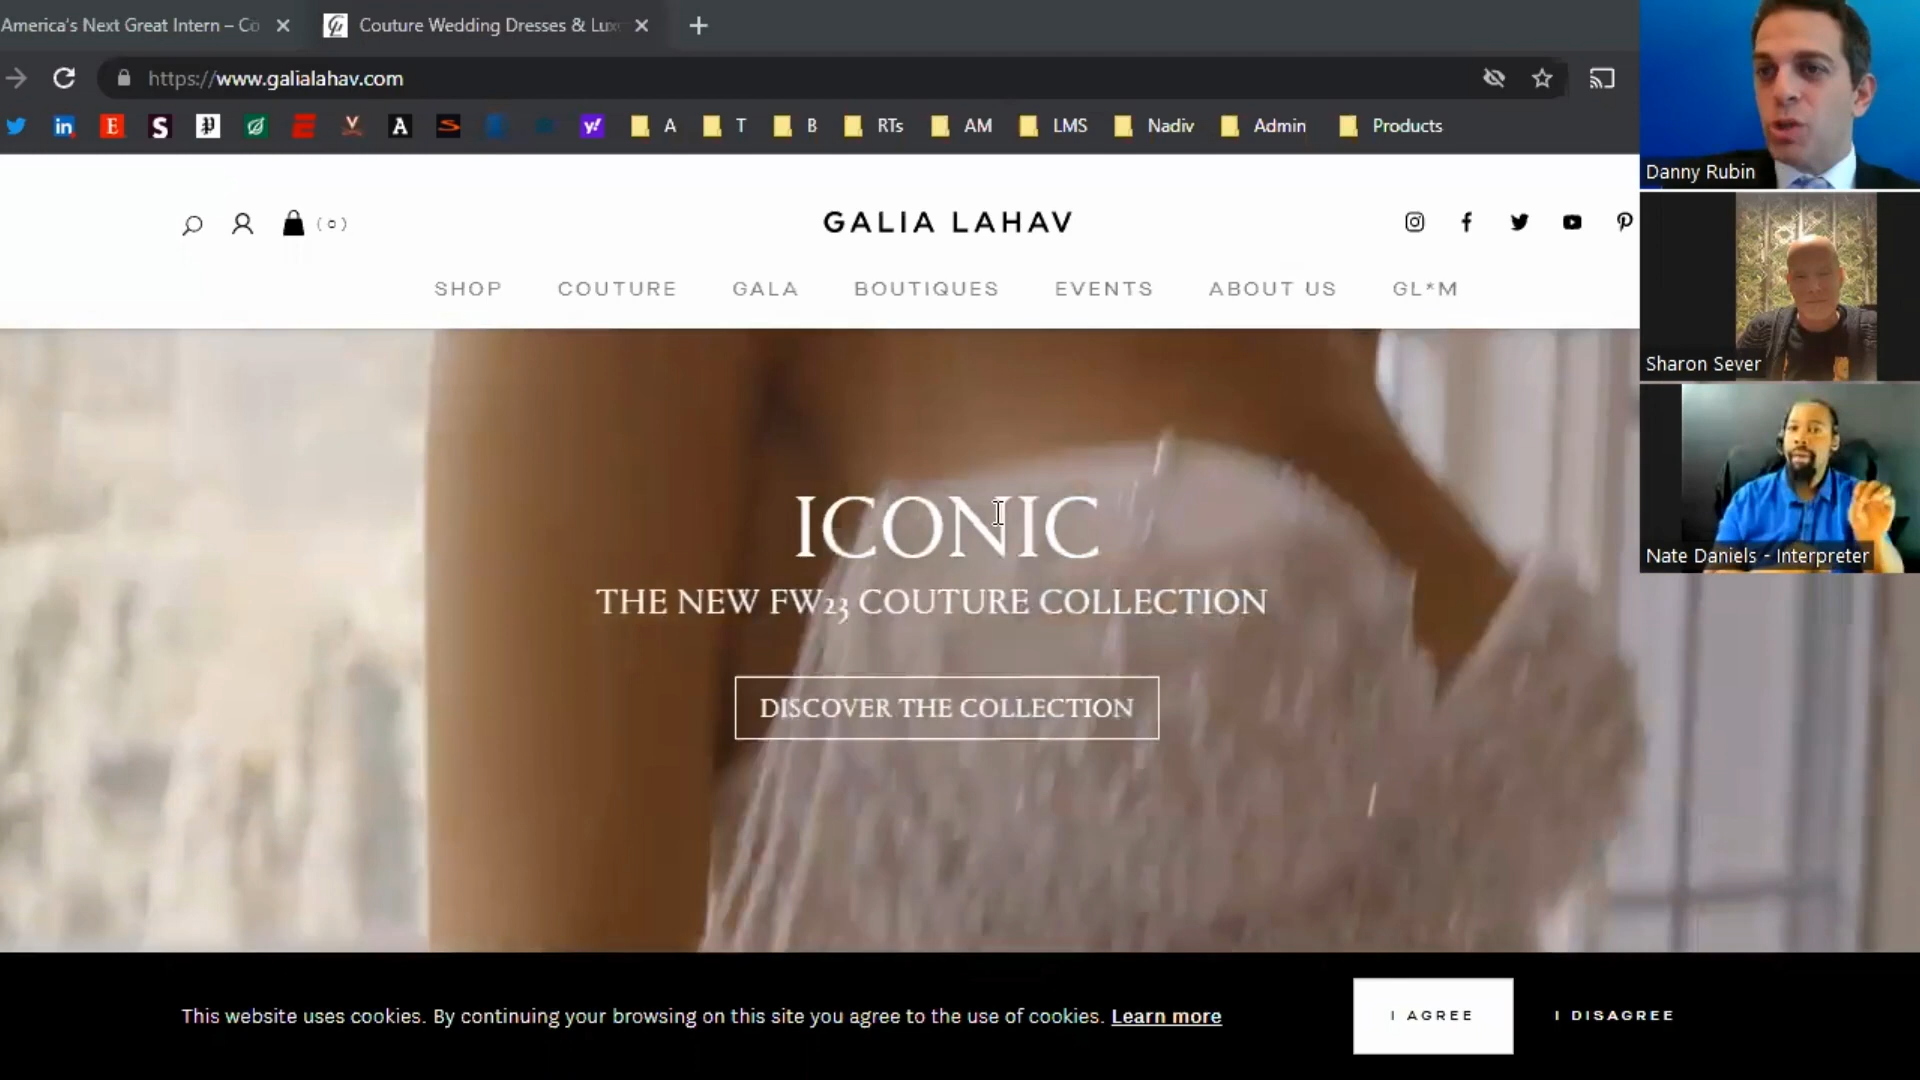 America's Next Great Intern – Co
Couture Wedding Dresses & Lux
https://www.galialahav.com
A
T
B
RTs
AM
LMS
Nadiv
Admin
Products
Danny Rubin
(0)
GALIA LAHAV
SHOP
COUTURE
GALA
BOUTIQUES
EVENTS
ABOUT US
GL*M
Sharon Sever
ICONIC
THE NEW FW23 COUTURE COLLECTION
Nate Daniels - Interpreter
DISCOVER THE COLLECTION
This website uses cookies. By continuing your browsing on this site you agree to the use of cookies. Learn more
I AGREE
I DISAGREE